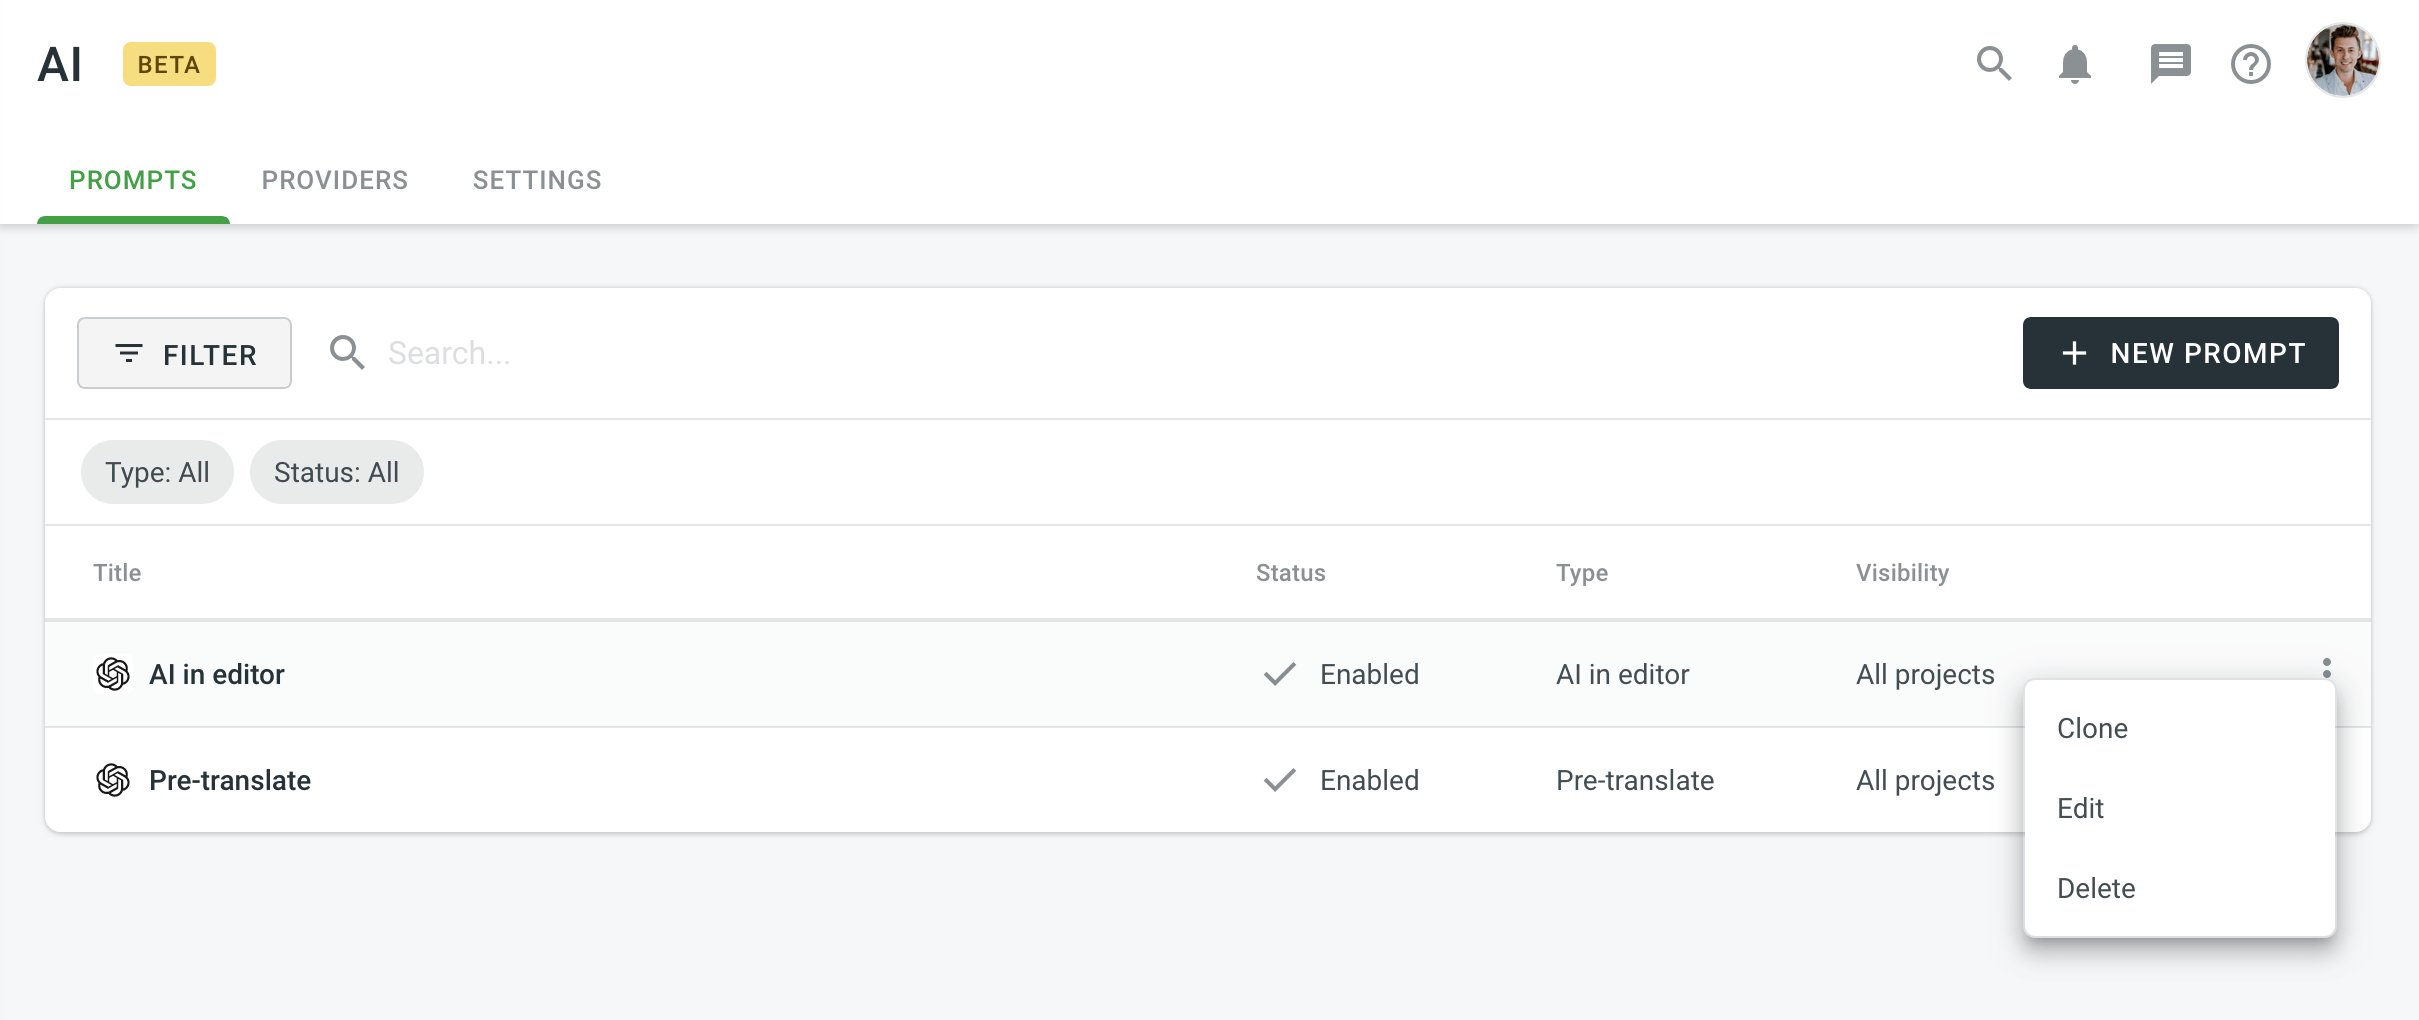 AI BETA
PROMPTS PROVIDERS SETTINGS
FILTER Search... NEW PROMPT
Type: All Status: All
Title Status Type Visibility
AI in editor Enabled AI in editor All projects
Clone
Pre-translate Enabled Pre-translate All projects
Edit
Delete